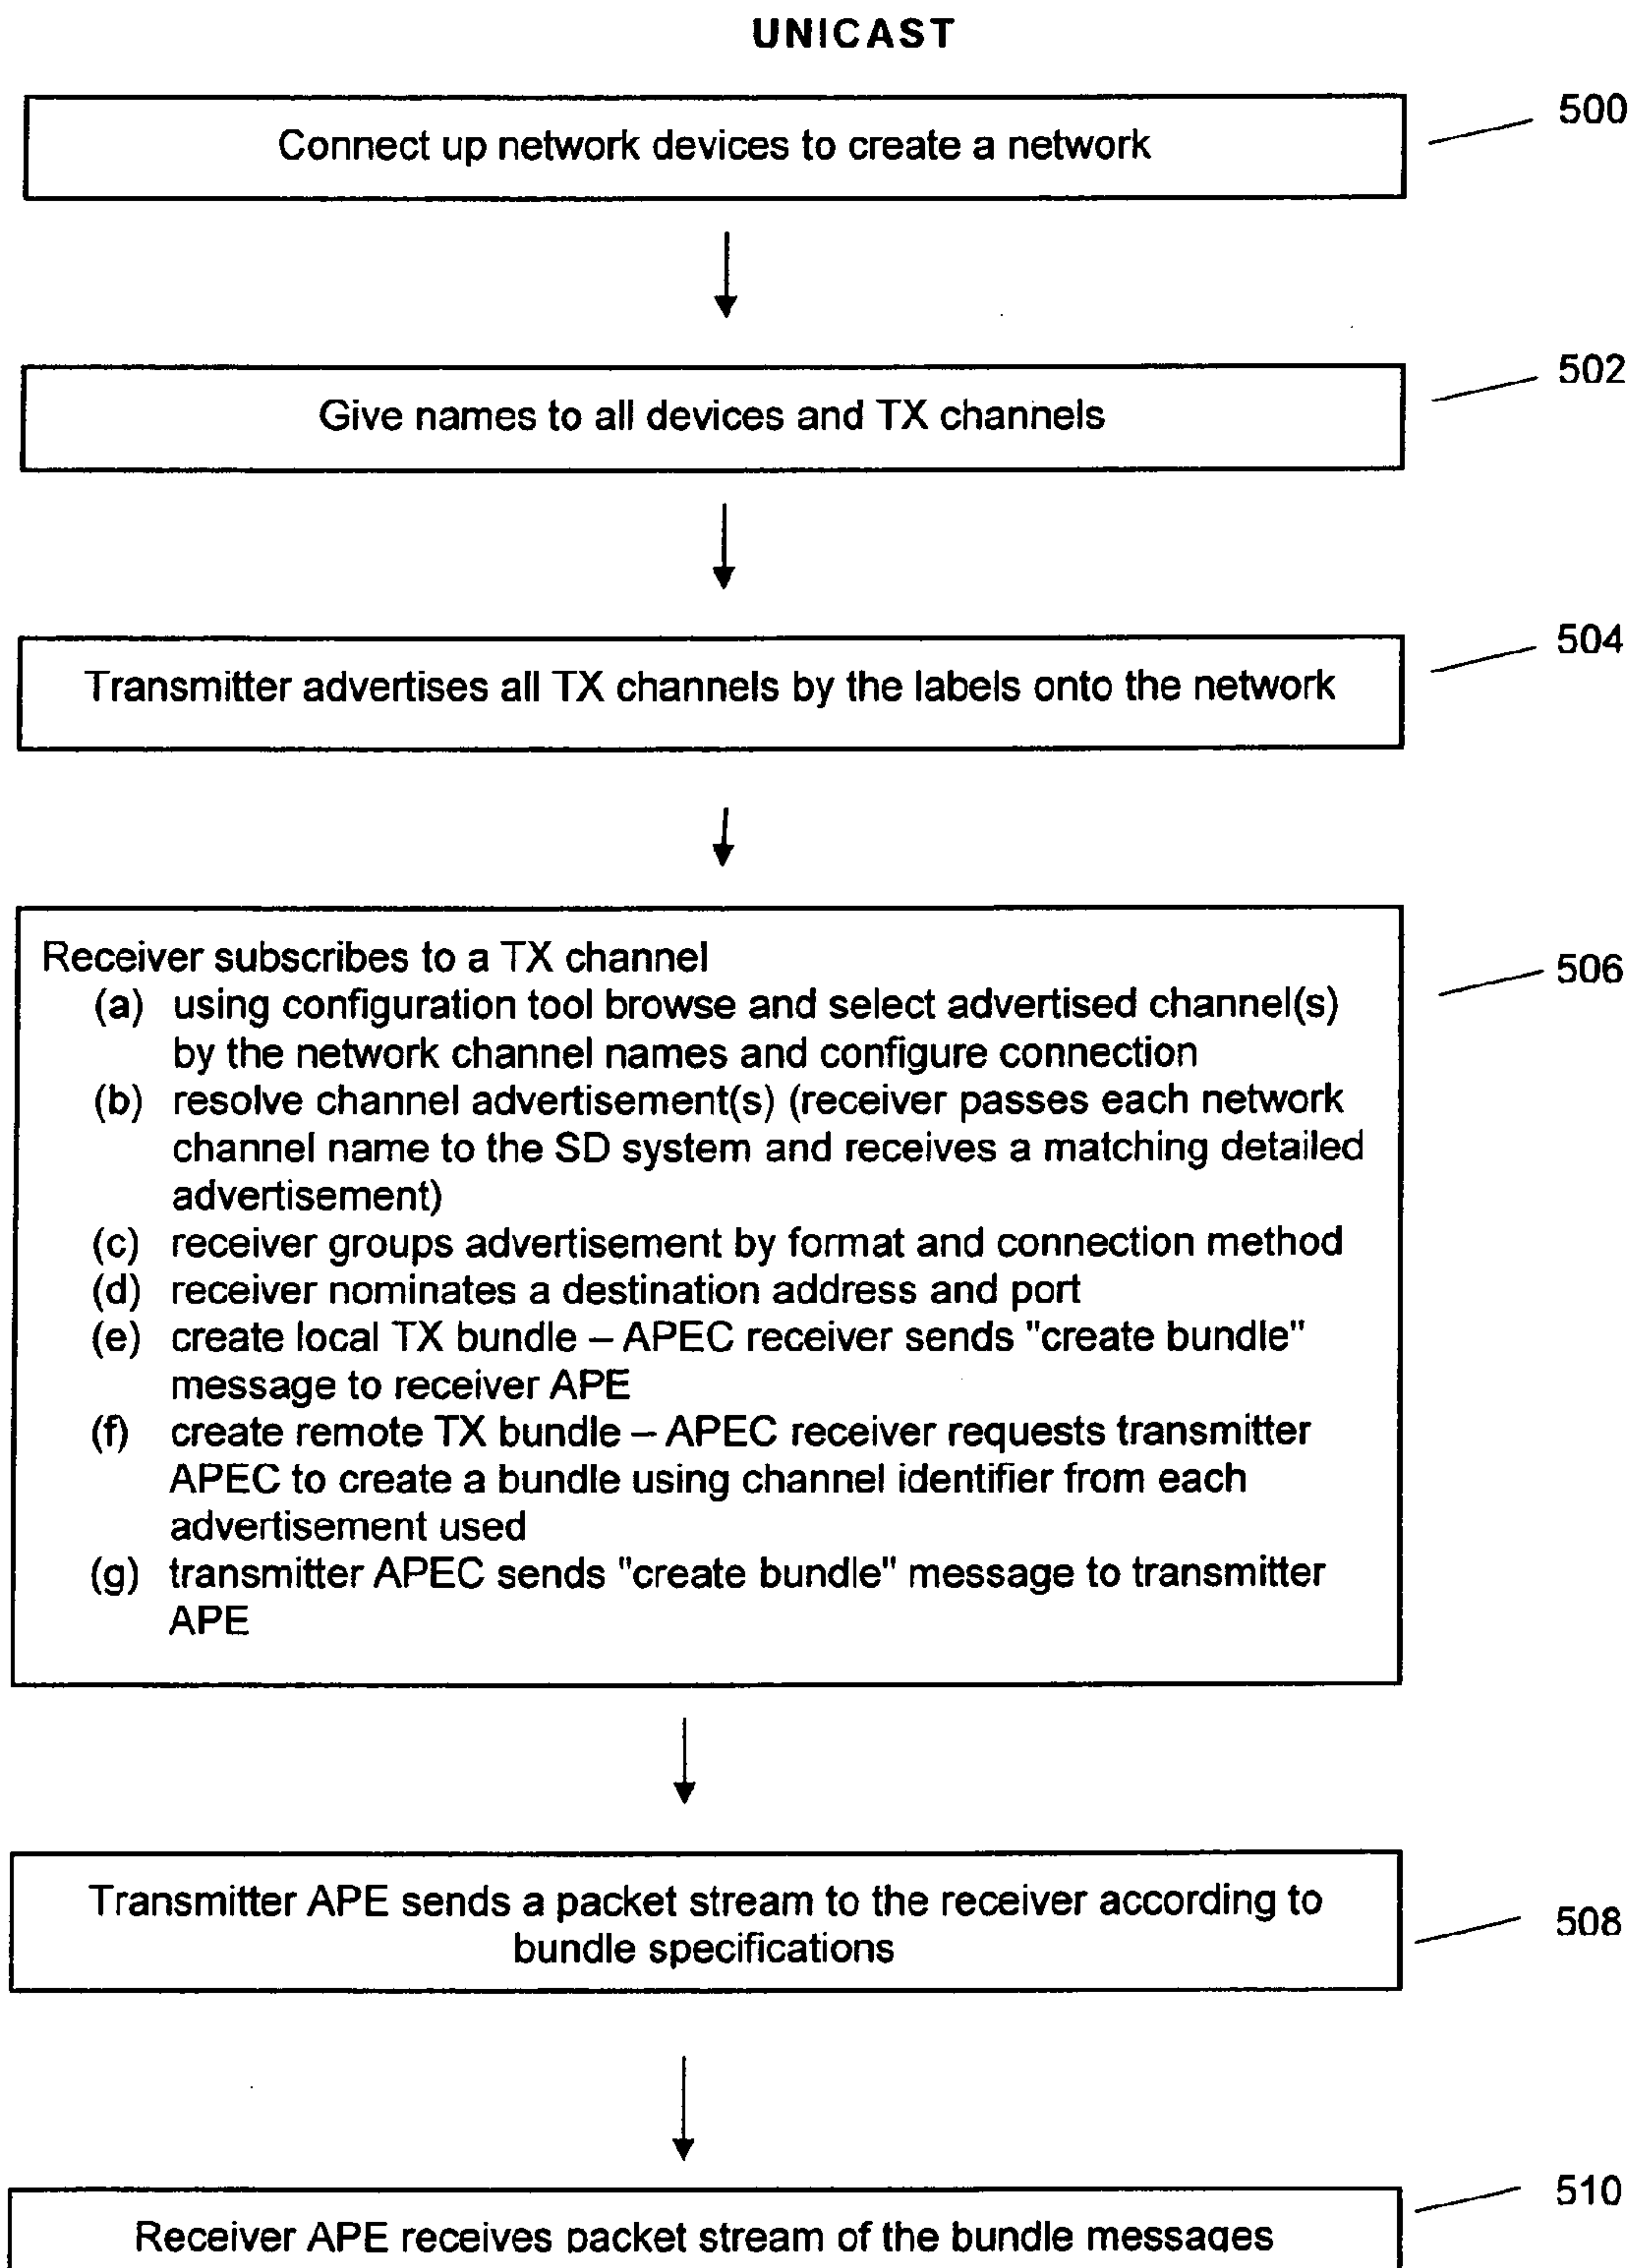 UNICAST
Connect up network devices to create a network
500
Give names to all devices and TX channels
502
Transmitter advertises all TX channels by the labels onto the network
504
Receiver subscribes to a TX channel
506
(a) using configuration tool browse and select advertised channel(s)
by the network channel names and configure connection
(b) resolve channel advertisement(s) (receiver passes each network
channel name to the SD system and receives a matching detailed
advertisement)
(c) receiver groups advertisement by format and connection method
(d) receiver nominates a destination address and port
(e) create local TX bundle – APEC receiver sends "create bundle"
message to receiver APE
(f) create remote TX bundle – APEC receiver requests transmitter
APEC to create a bundle using channel identifier from each
advertisement used
(g) transmitter APEC sends "create bundle" message to transmitter
APE
Transmitter APE sends a packet stream to the receiver according to
bundle specifications
508
510
Receiver APE receives packet stream of the bundle messages